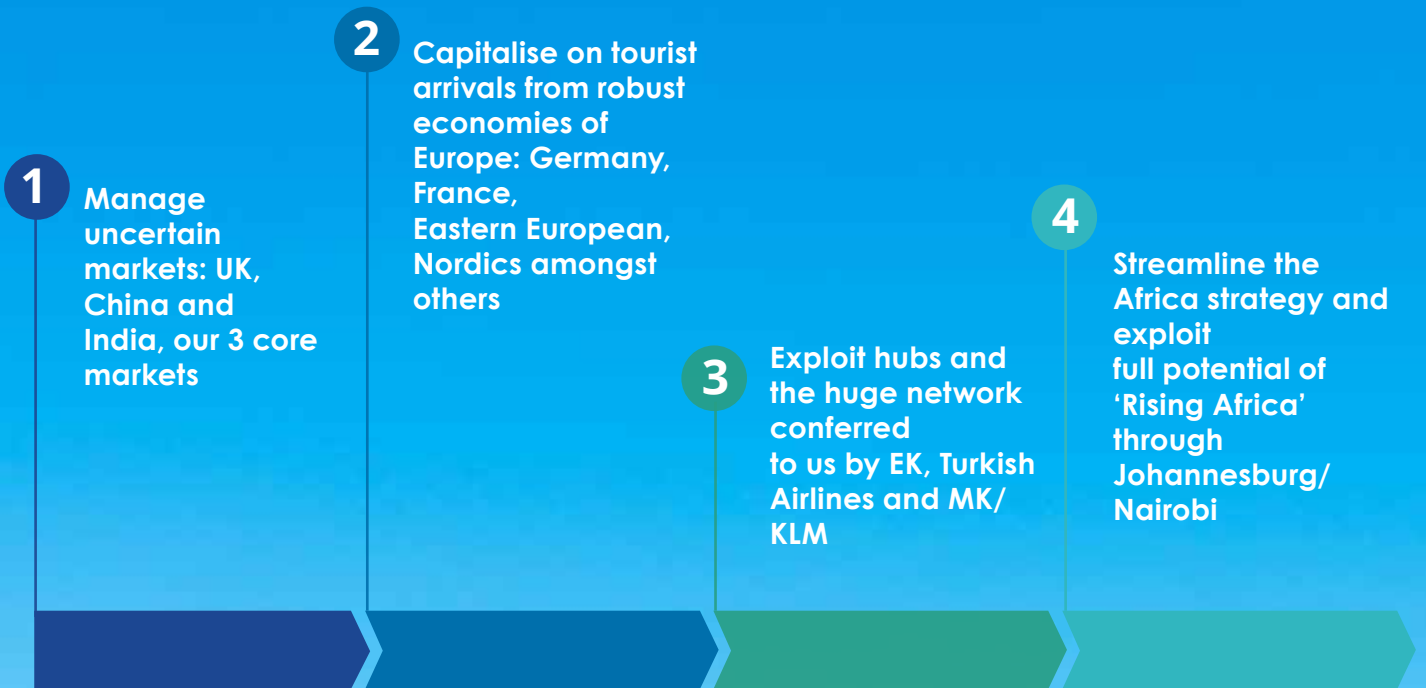 1
Manage
uncertain
markets: UK,
China and
India, our 3 core
markets
2
Capitalise on tourist
arrivals from robust
economies of
Europe: Germany,
France,
Eastern European,
Nordics amongst
others
3
Exploit hubs and
the huge network
conferred
to us by EK, Turkish
Airlines and MK/
KLM
4
Streamline the
Africa strategy and
exploit
full potential of
‘Rising Africa’
through
Johannesburg/
Nairobi